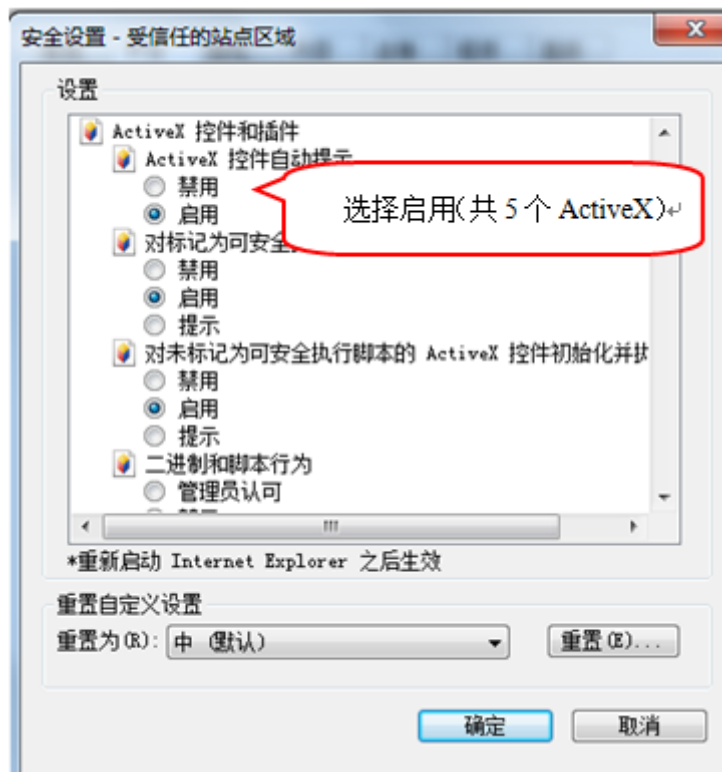 安全设置 - 受信任的站点区域
设置
ActiveX 控件和插件
ActiveX 控件自动提示
禁用
启用
选择启用(共 5 个 ActiveX)
对标记为可安全
禁用
启用
提示
对未标记为可安全执行脚本的 ActiveX 控件初始化并执
禁用
启用
提示
二进制和脚本行为
管理员认可
*重新启动 Internet Explorer 之后生效
重置自定义设置
重置为(R): 中 (默认)
重置(E)...
确定 取消